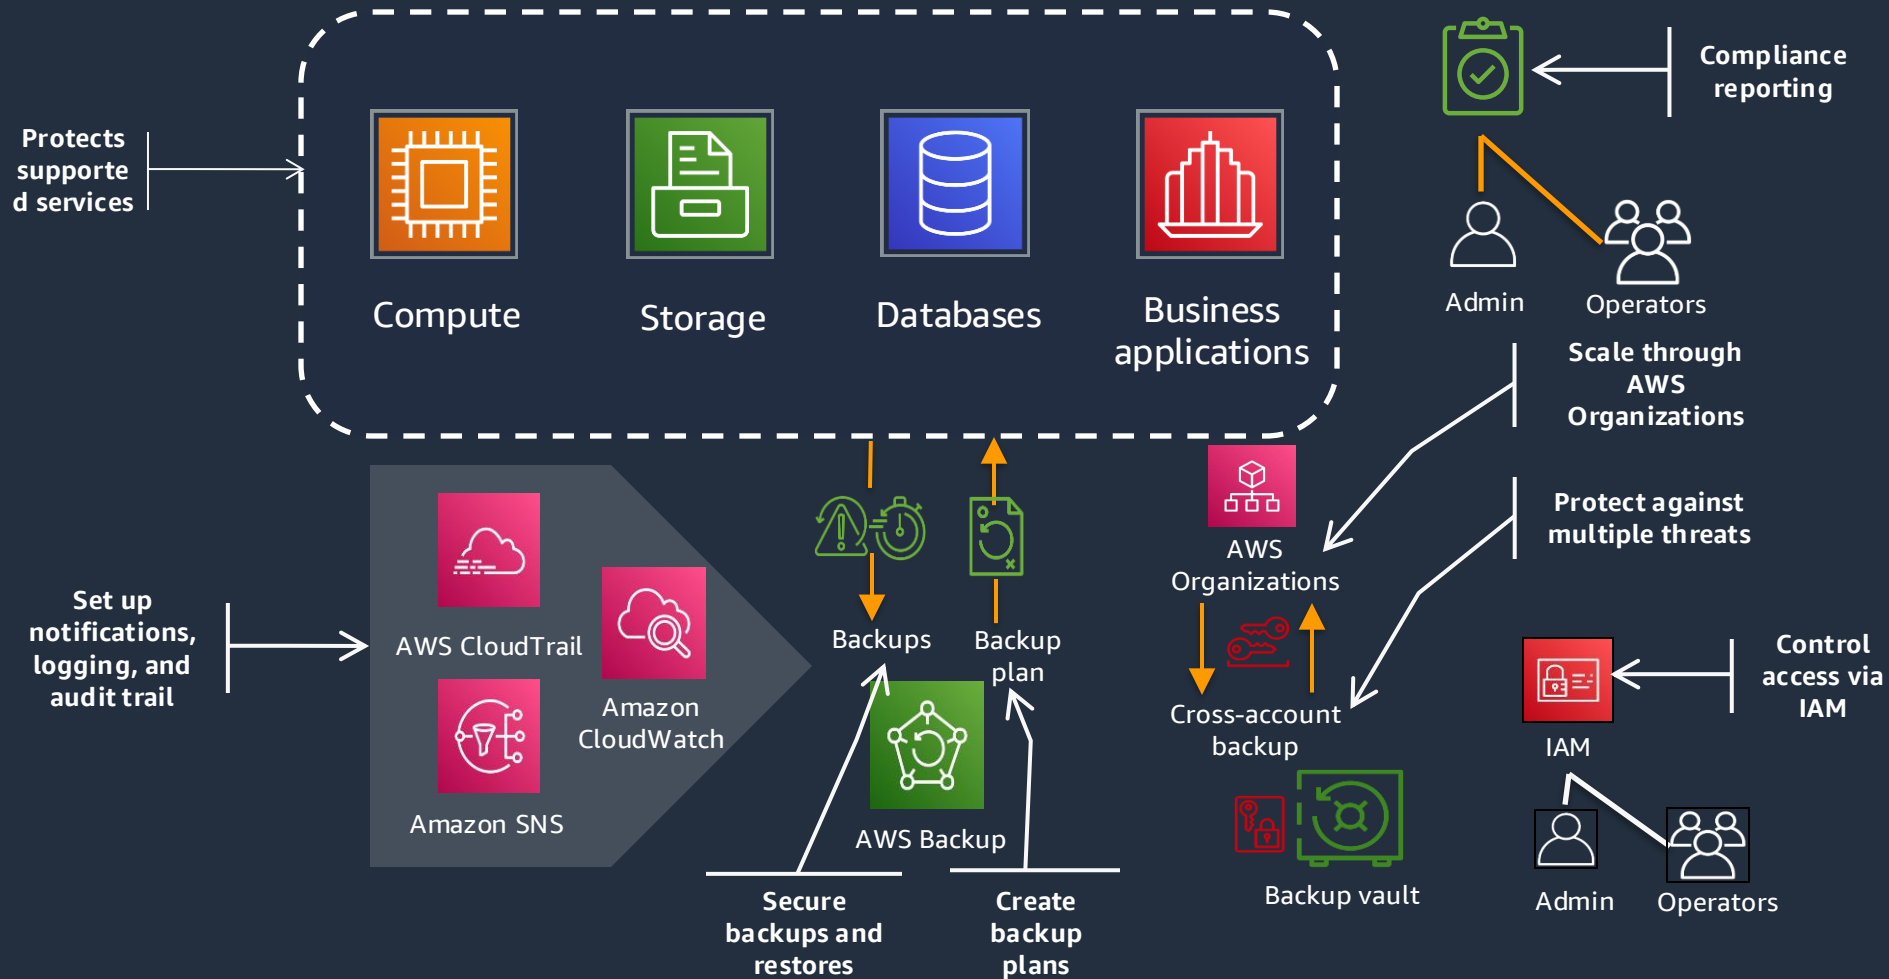 Protects
supporte
d services
Compute
Storage
Databases
Business
applications
Compliance
reporting
Admin
Operators
Scale through
AWS
Organizations
Protect against
multiple threats
Set up
notifications,
logging, and
audit trail
AWS CloudTrail
Amazon
CloudWatch
Amazon SNS
Backups
Backup
plan
AWS Backup
Secure
backups and
restores
Create
backup
plans
AWS
Organizations
Cross-account
backup
Backup vault
Control
access via
IAM
IAM
Admin
Operators